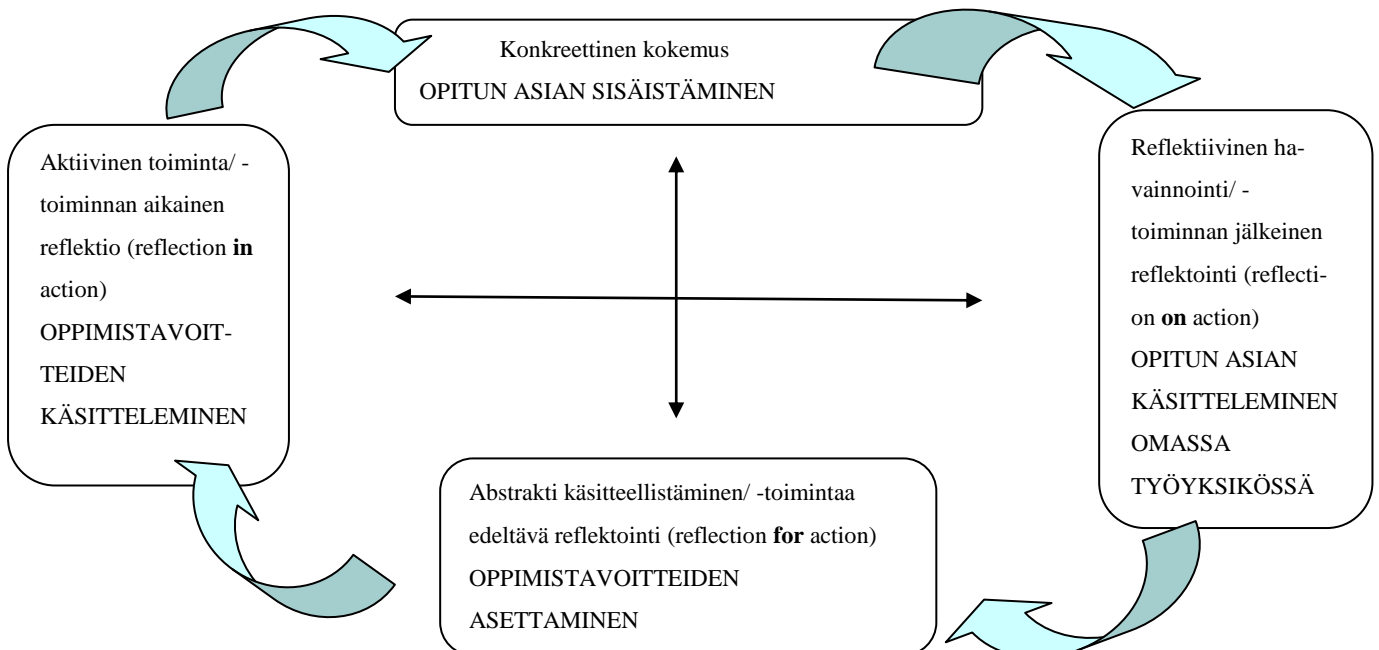 Konkreettinen kokemus
OPITUN ASIAN SISÄISTÄMINEN
Aktiivinen toiminta/ -
toiminnan aikainen
reflektio (reflection in
action)
OPPIMISTAVOIT-
TEIDEN
KÄSITTELEMINEN
Reflektiivinen ha-
vainnointi/ -
toiminnan jälkeinen
reflektointi (reflecti-
on on action)
OPITUN ASIAN
KÄSITTELEMINEN
OMASSA
TYÖYKSIKÖSSÄ
Abstrakti käsitteellistäminen/ -toimintaa
edeltävä reflektointi (reflection for action)
OPPIMISTAVOITTEIDEN
ASETTAMINEN